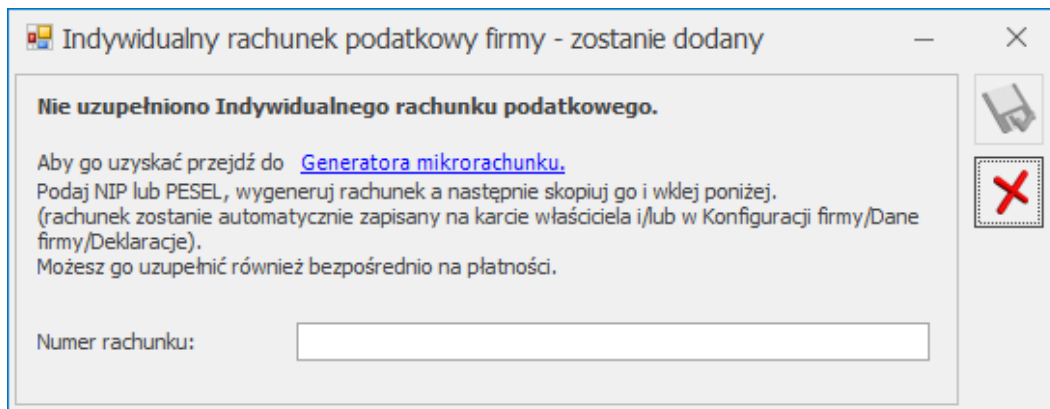 Indywidualny rachunek podatkowy firmy - zostanie dodany
Nie uzupełniono Indywidualnego rachunku podatkowego.
Aby go uzyskać przejdź do Generatora mikrorachunku.
Podaj NIP lub PESEL, wygeneruj rachunek a następnie skopiuj go i wklej poniżej.
(rachunek zostanie automatycznie zapisany na karcie właściciela i/lub w Konfiguracji firmy/Dane
firmy/Deklaracje).
Możesz go uzupełnić również bezpośrednio na płatności.
Numer rachunku: